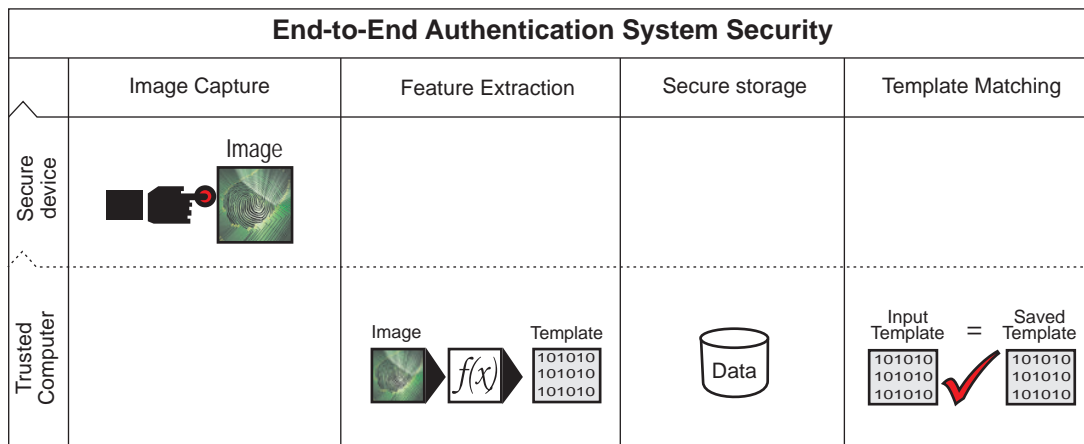 End-to-End Authentication System Security
Image Capture
Feature Extraction
Secure storage
Template Matching
Secure
device
Image
Trusted
Computer
Image
f(x)
Template
101010
101010
101010
Data
Input
Template
101010
101010
101010
=
Saved
Template
101010
101010
101010